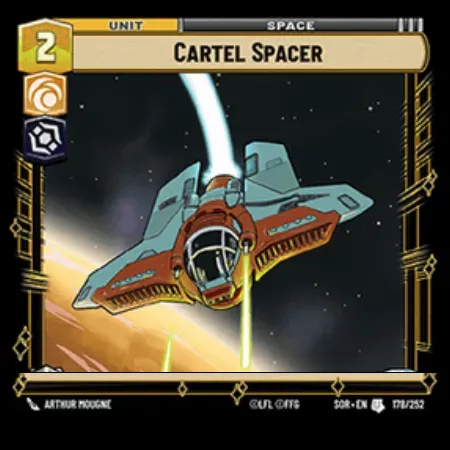 UNIT SPACE
2 CARTEL SPACER
ARTHUR MOUGNE ©LFL ©FFG SOR • EN 178/252